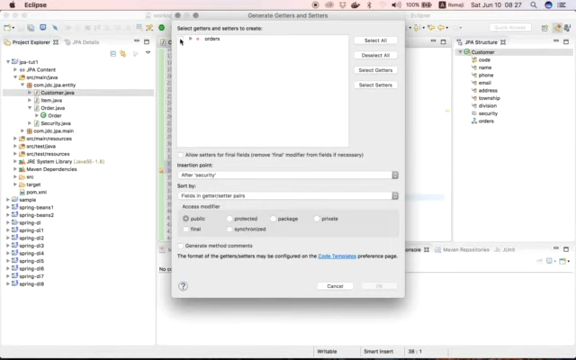 Eclipse
100%
Roman
Sat Jun 10 08:27
Generate Getters and Setters
Project Explorer
JPA Details
jpa-tut1
JPA Content
src/main/java
com.jdc.jpa.entity
Customer.java
Item.java
Order.java
Order
Security.java
com.jdc.jpa.main
src/main/resources
src/test/java
src/test/resources
JRE System Library
Maven Dependencies
src
target
pom.xml
sample
spring-beans1
spring-beans2
spring-di
spring-di2
spring-di3
spring-di4
spring-di5
spring-di6
spring-di7
spring-di8
Select getters and setters to create:
orders
Select All
Deselect All
Select Getters
Select Setters
Allow setters for final fields (remove 'final' modifier from fields if necessary)
Insertion point:
After 'security'
Sort by:
Fields in getter/setter pairs
Access modifier
public
protected
package
private
final
synchronized
Generate method comments
The format of the getters/setters may be configured on the Code Templates preference page.
Cancel
OK
JPA Structure
Customer
code
name
phone
email
address
township
division
security
orders
Maven Repositories
JUnit
Writable
Smart Insert
38 : 1